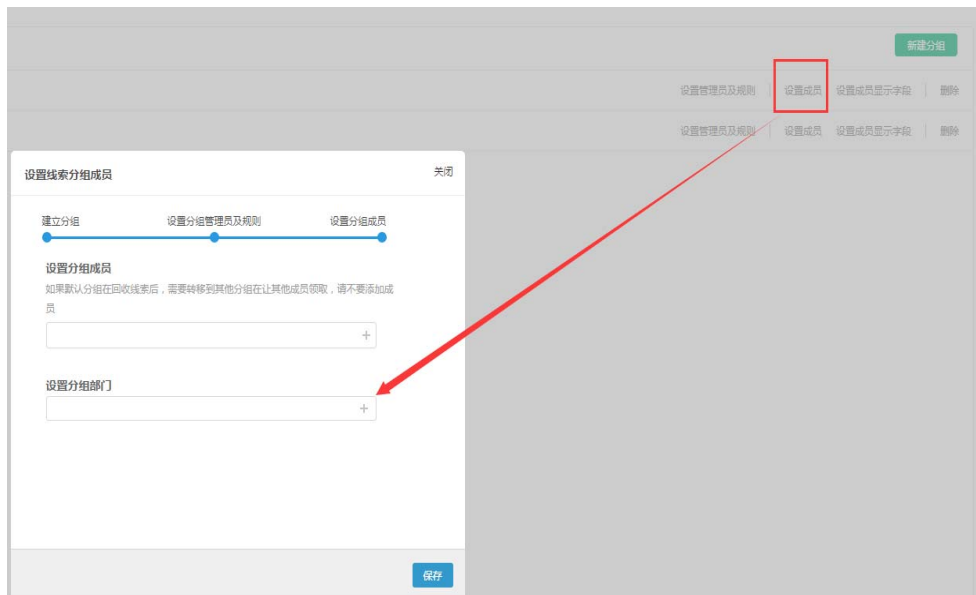 新建分组
设置管理员及规则 设置成员 设置成员显示字段 删除
设置管理员及规则 设置成员 设置成员显示字段 删除
设置线索分组成员 关闭
建立分组 设置分组管理员及规则 设置分组成员
设置分组成员
如果默认分组在回收线索后，需要转移到其他分组在让其他成员领取，请不要添加成
员
设置分组部门
保存